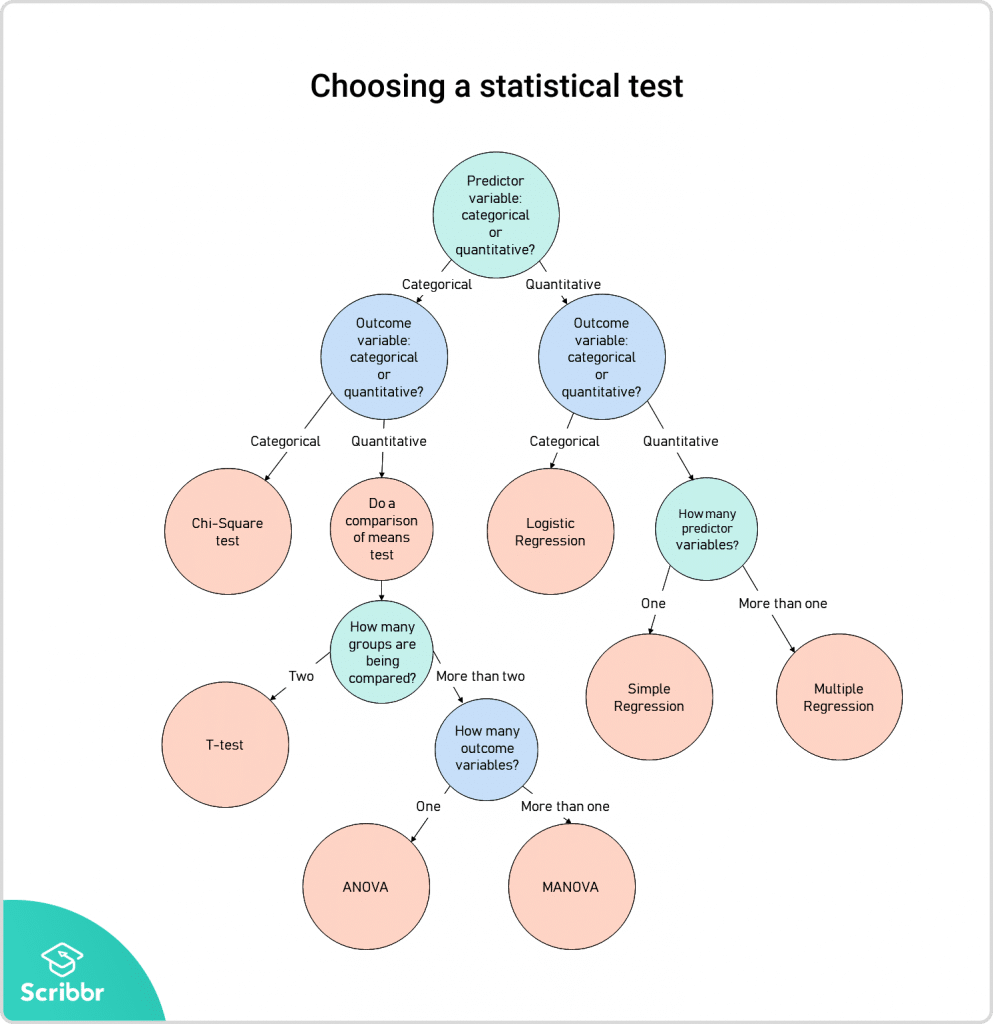 Choosing a statistical test
Predictor
variable:
categorical
or
quantitative?
Categorical
Quantitative
Outcome
variable:
categorical
or
quantitative?
Outcome
variable:
categorical
or
quantitative?
Categorical
Quantitative
Categorical
Quantitative
Chi-Square
test
Do a
comparison
of means
test
Logistic
Regression
How many
predictor
variables?
One
More than one
How many
groups are
being
compared?
Two
More than two
Simple
Regression
Multiple
Regression
T-test
How many
outcome
variables?
One
More than one
ANOVA
MANOVA
Scribbr